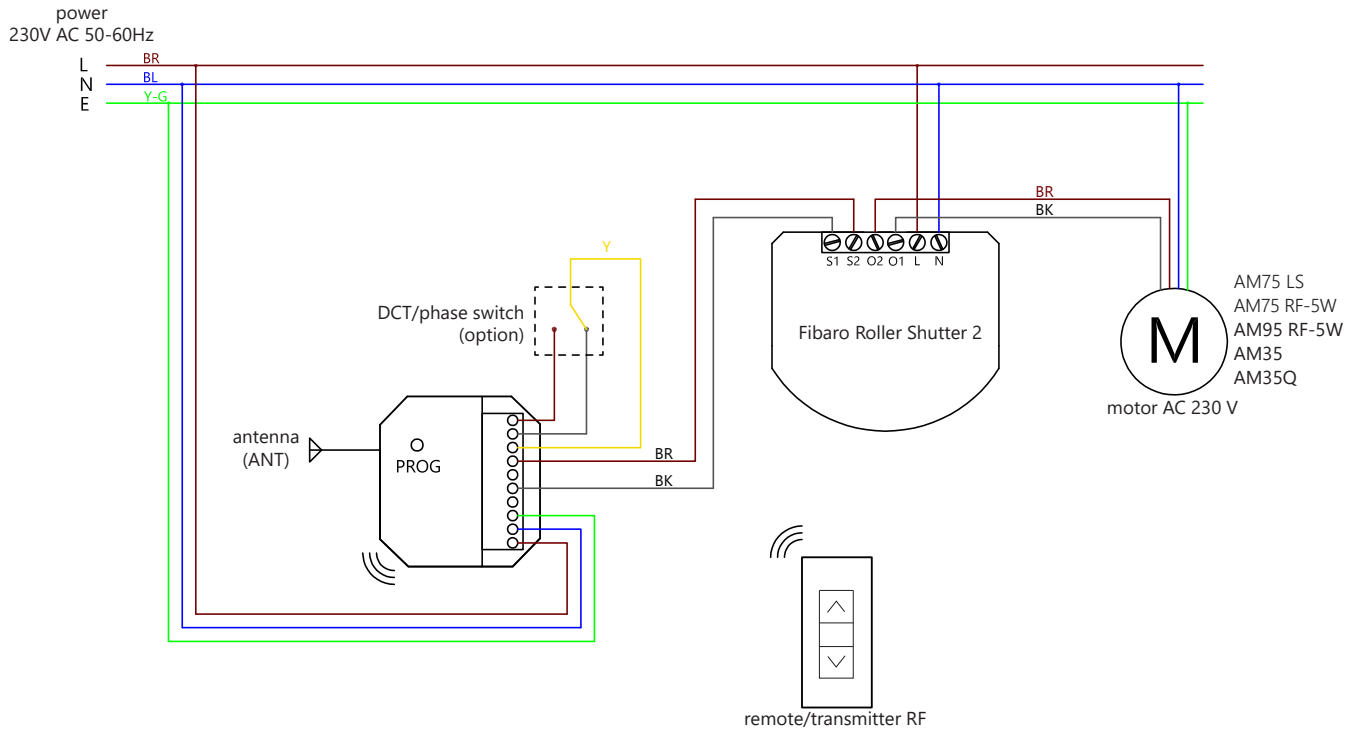 power
230V AC 50-60Hz
L
BR
N
BL
E
Y-G
BR
BK
Y
S1 S2 O2 O1 L N
DCT/phase switch
(option)
Fibaro Roller Shutter 2
M
AM75 LS
AM75 RF-5W
AM95 RF-5W
AM35
AM35Q
motor AC 230 V
antenna
(ANT)
PROG
BR
BK
remote/transmitter RF